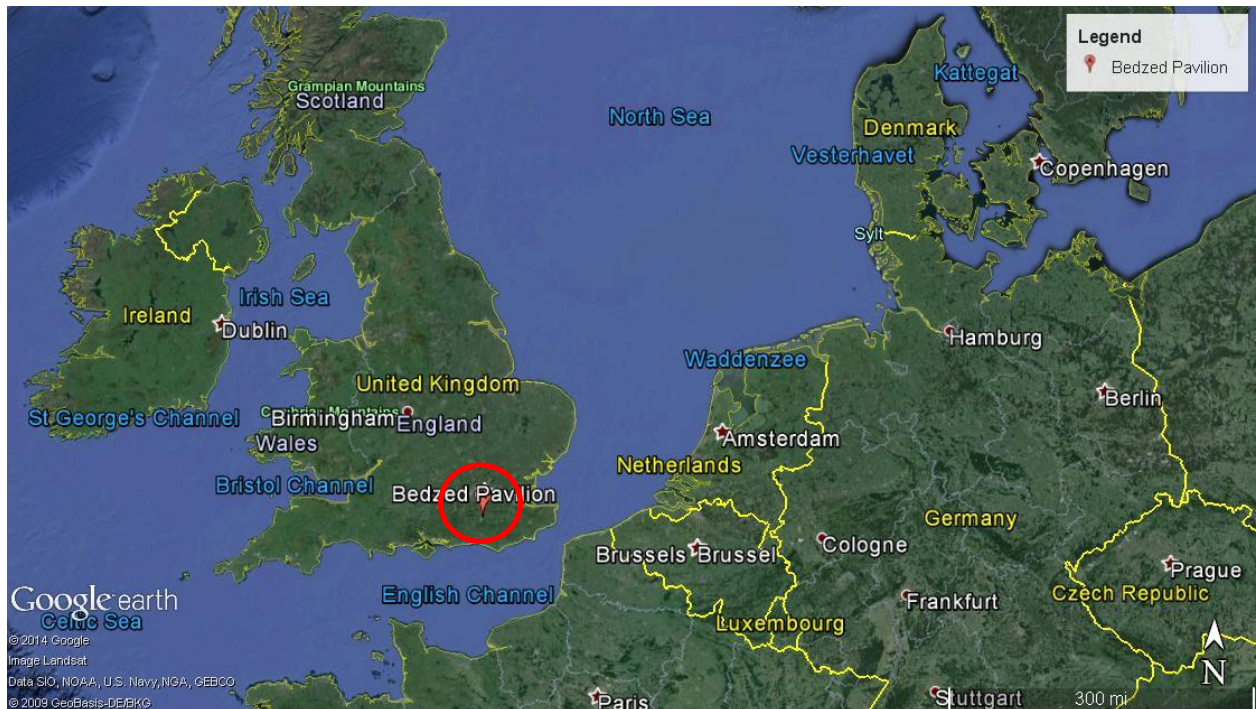 Legend
Bedzed Pavilion
Grampian Mountains
Scotland
North Sea
Kattegat
Denmark
Vesterhavet
Copenhagen
Sylt
Irish Sea
Ireland
Dublin
Hamburg
Waddenzee
United Kingdom
Berlin
St George's Channel
Cambrian Mountains
Birmingham
England
Wales
Amsterdam
Netherlands
Bristol Channel
Bedzed Pavilion
Germany
Brussels
Brussel
Cologne
Prague
Czech Republic
English Channel
Frankfurt
Google earth
Celtic Sea
Luxembourg
© 2014 Google
Image Landsat
Data SIO, NOAA, U.S. Navy, NGA, GEBCO
© 2009 GeoBasis-DE/BKG
Paris
Stuttgart
300 mi
N